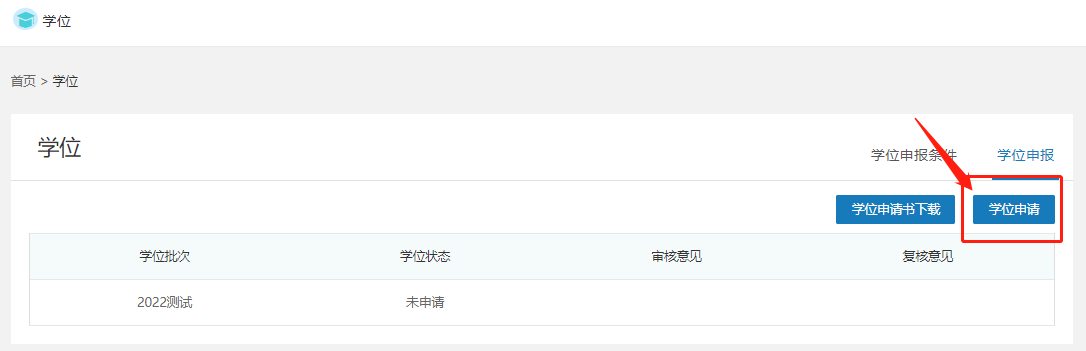 学位
首页 > 学位
学位
学位申报条件 学位申报
学位申请书下载 学位申请
学位批次 学位状态 审核意见 复核意见
2022测试 未申请